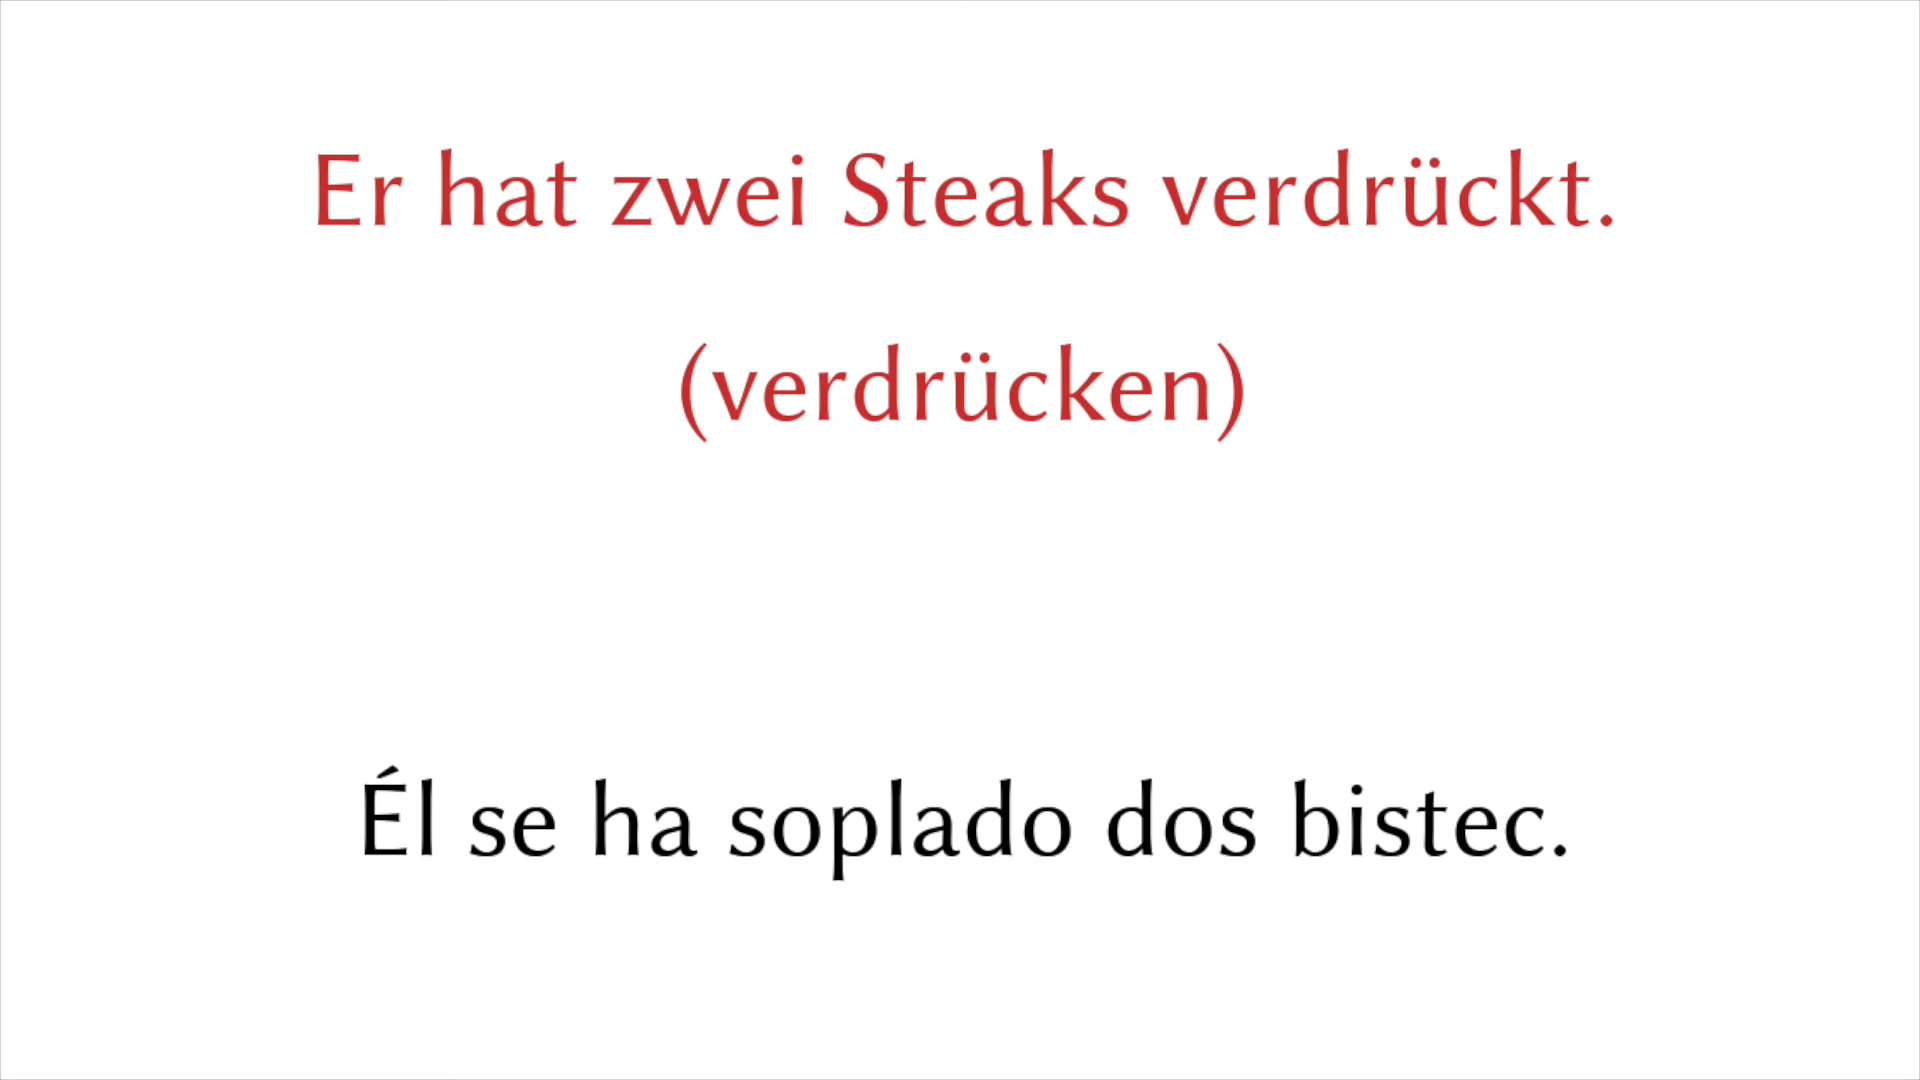 Er hat zwei Steaks verdrückt.
(verdrücken)
Él se ha soplado dos bistec.